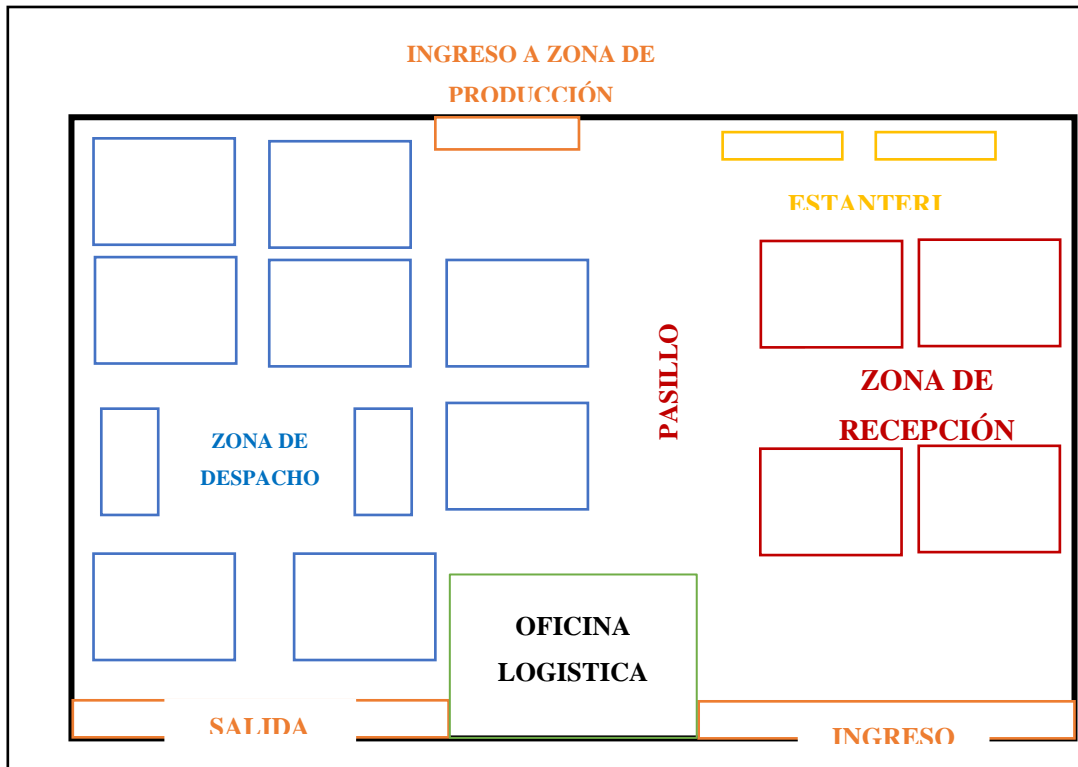 INGRESO A ZONA DE
PRODUCCIÓN
ESTANTERI
PASILLO
ZONA DE
RECEPCIÓN
ZONA DE
DESPACHO
OFICINA
LOGISTICA
SALIDA
INGRESO